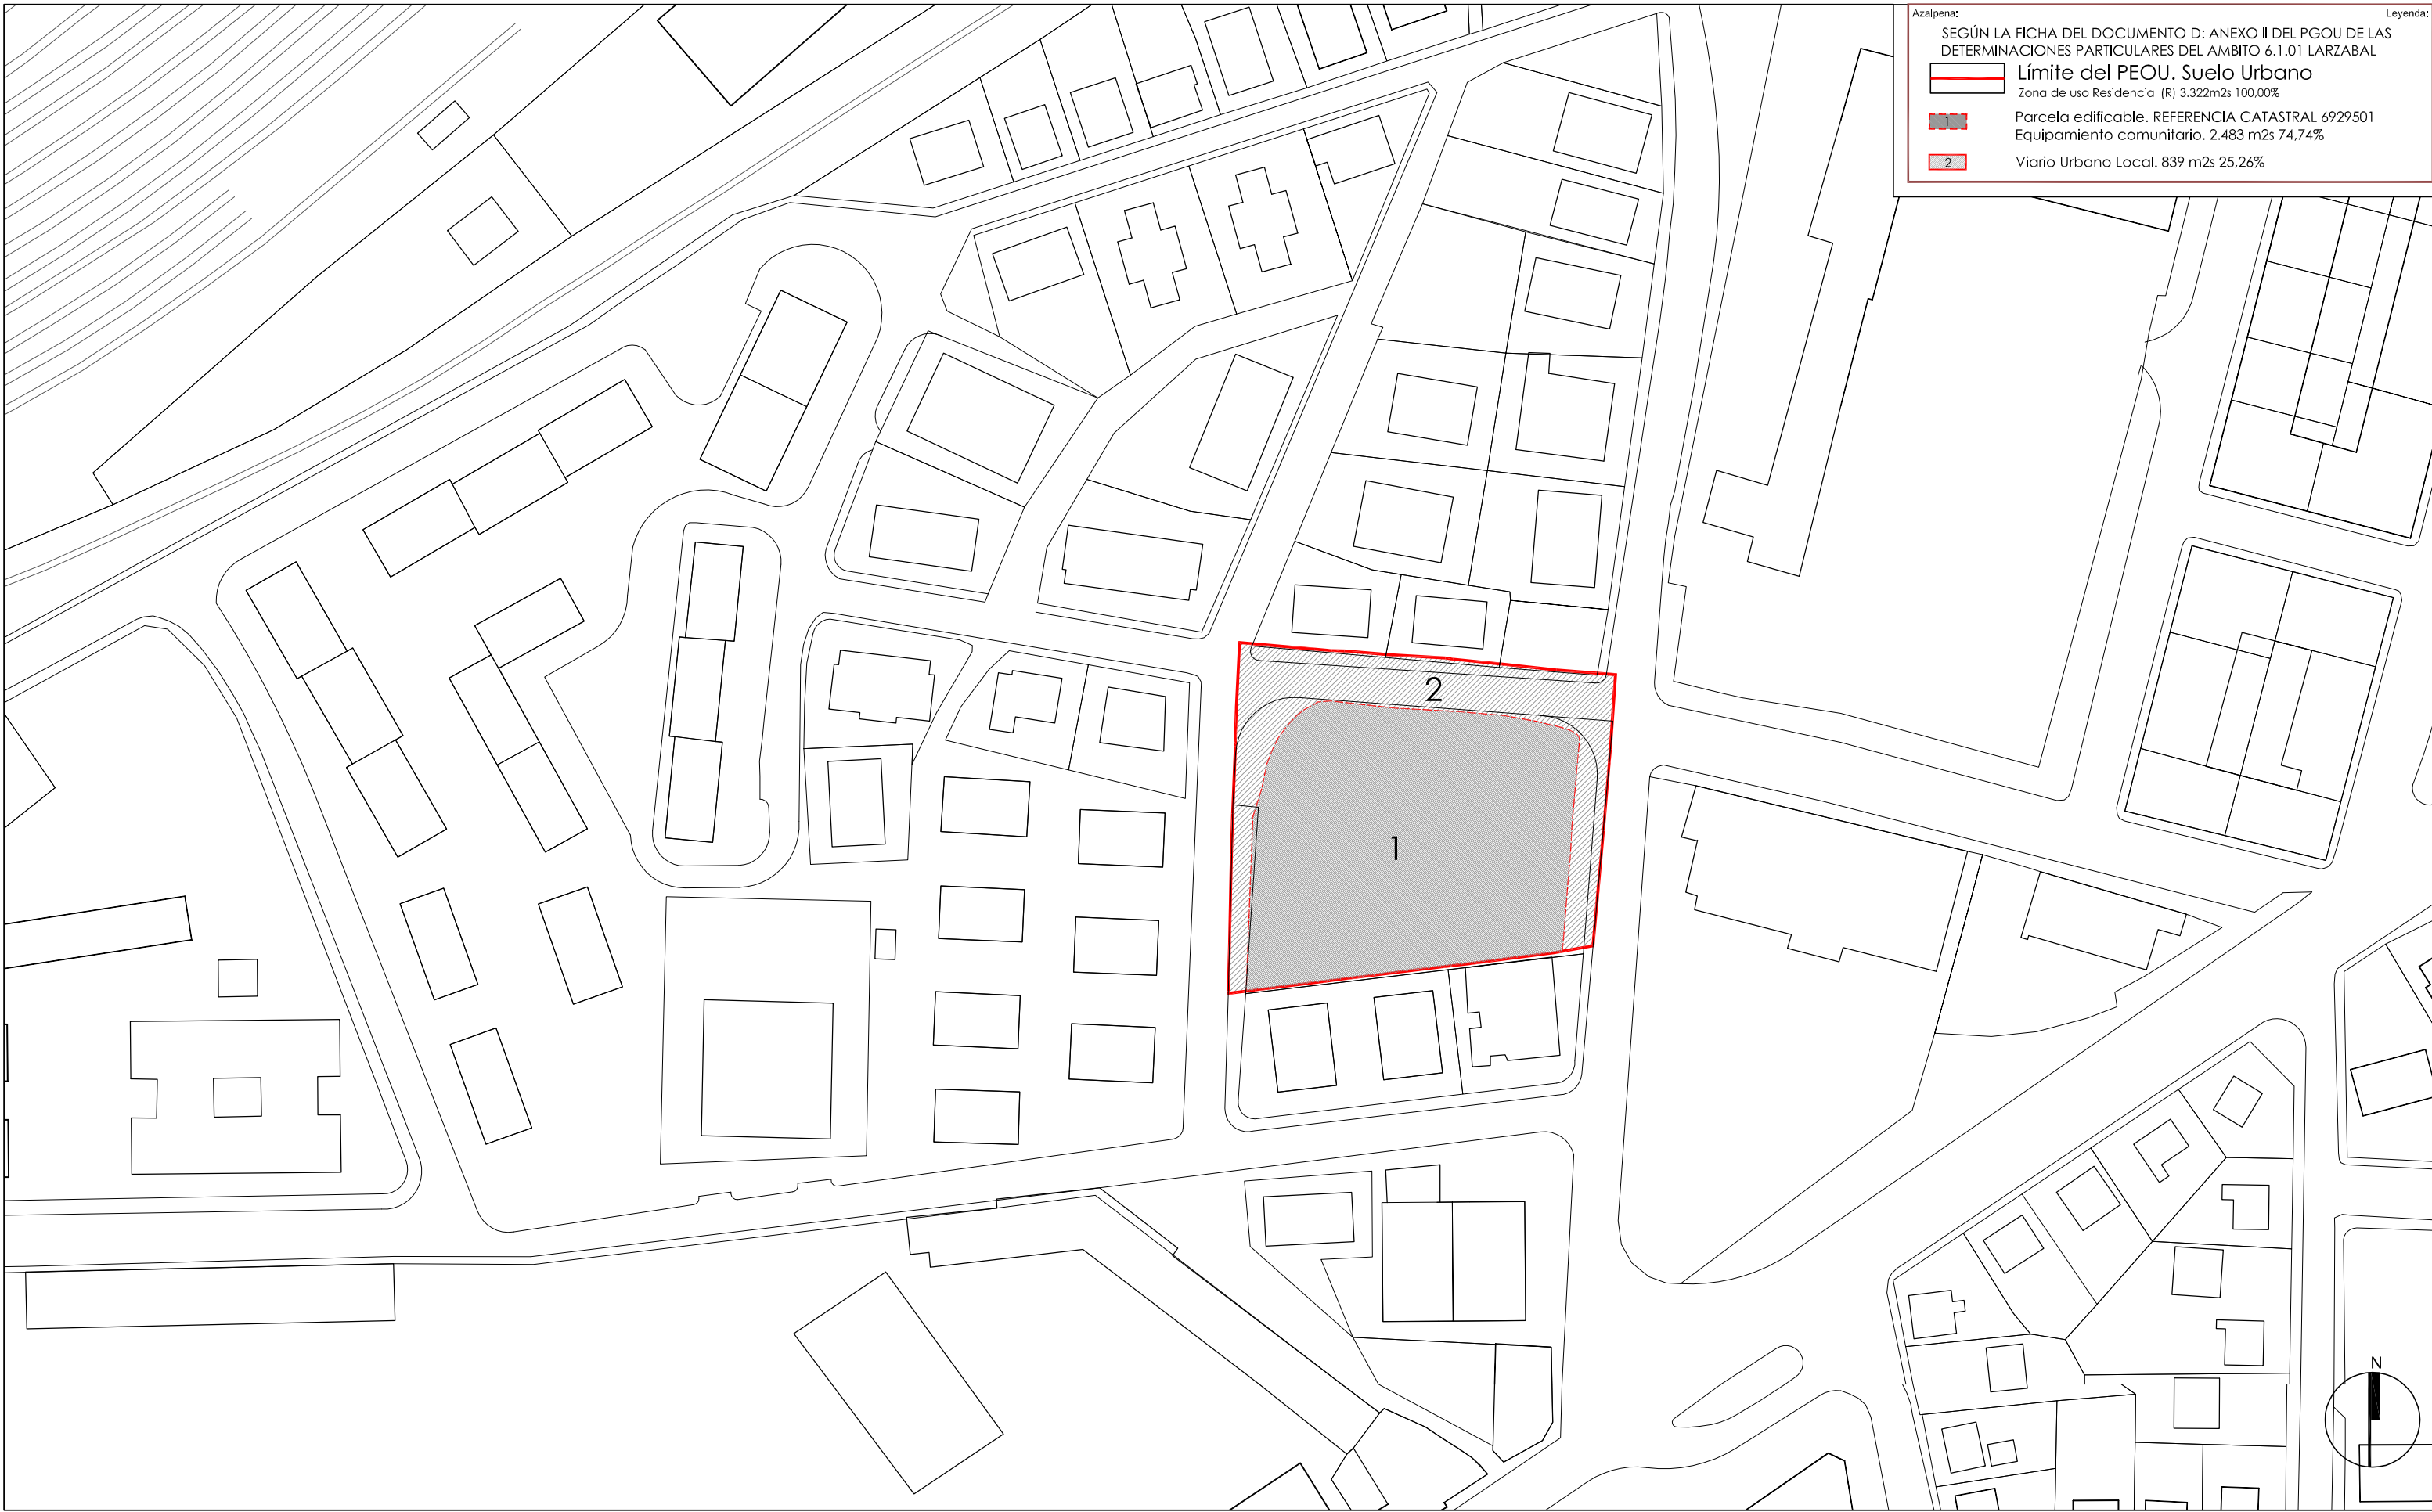 Azalpena: Leyenda:
SEGÚN LA FICHA DEL DOCUMENTO D: ANEXO II DEL PGOU DE LAS
DETERMINACIONES PARTICULARES DEL AMBITO 6.1.01 LARZABAL
Límite del PEOU. Suelo Urbano
Zona de uso Residencial (R) 3.322m2s 100,00%
1 Parcela edificable. REFERENCIA CATASTRAL 6929501
Equipamiento comunitario. 2.483 m2s 74,74%
2 Viario Urbano Local. 839 m2s 25,26%
2
1
N